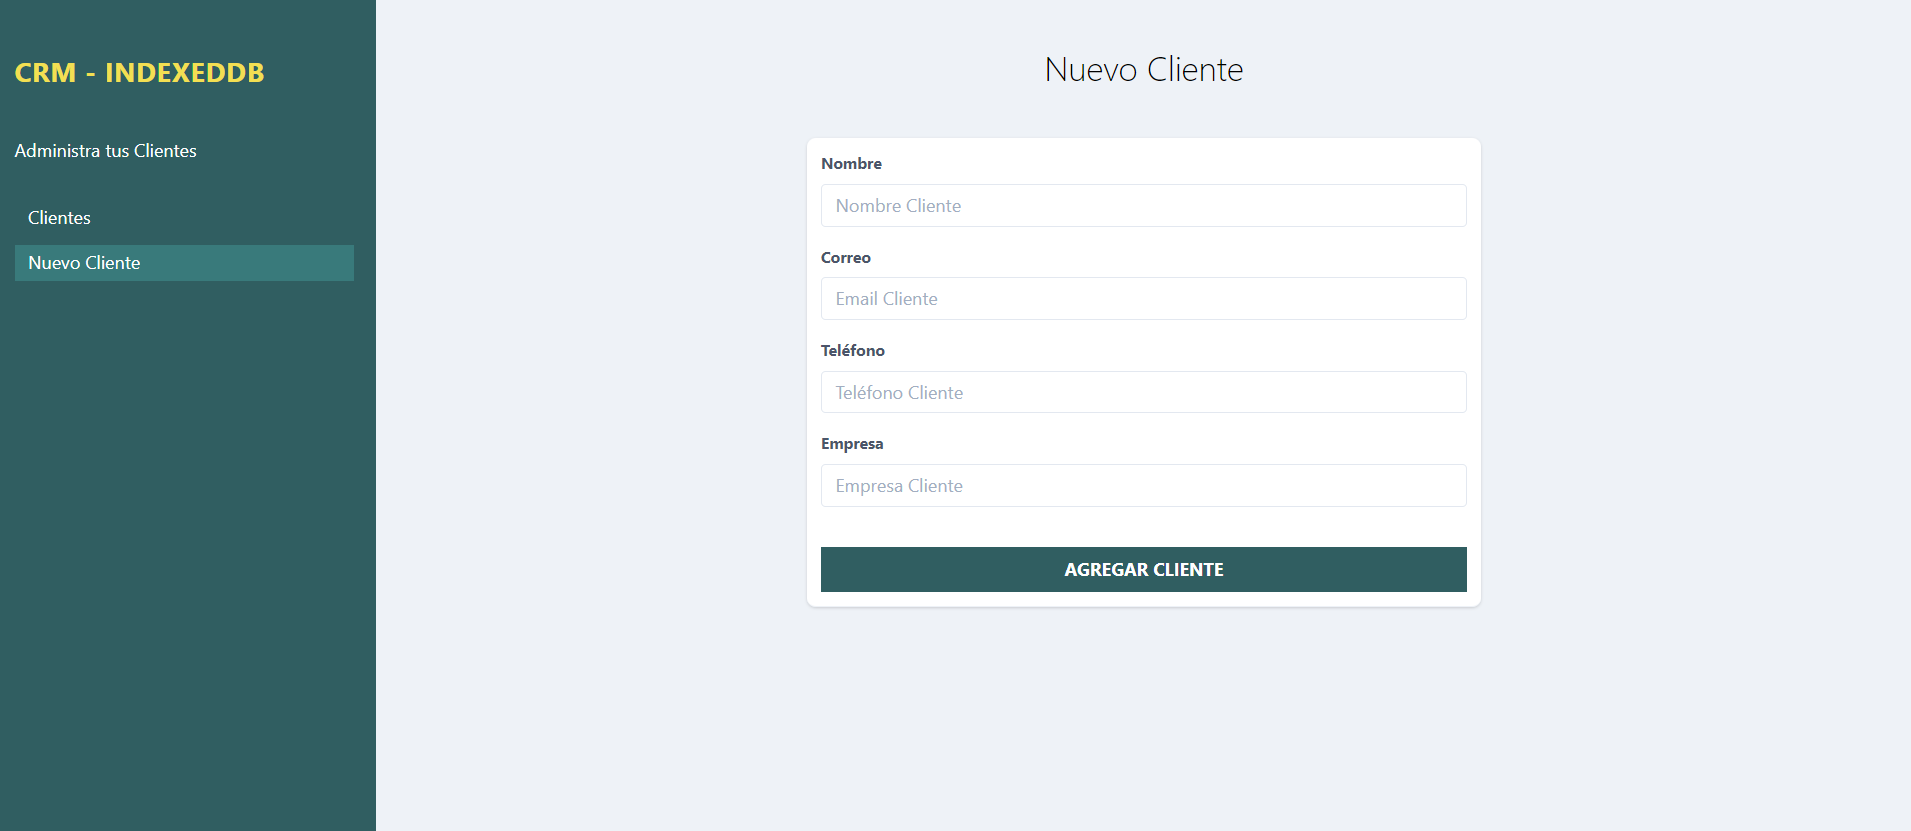 CRM - INDEXEDDB
Administra tus Clientes
Clientes
Nuevo Cliente
Nuevo Cliente
Nombre
Nombre Cliente
Correo
Email Cliente
Teléfono
Teléfono Cliente
Empresa
Empresa Cliente
AGREGAR CLIENTE